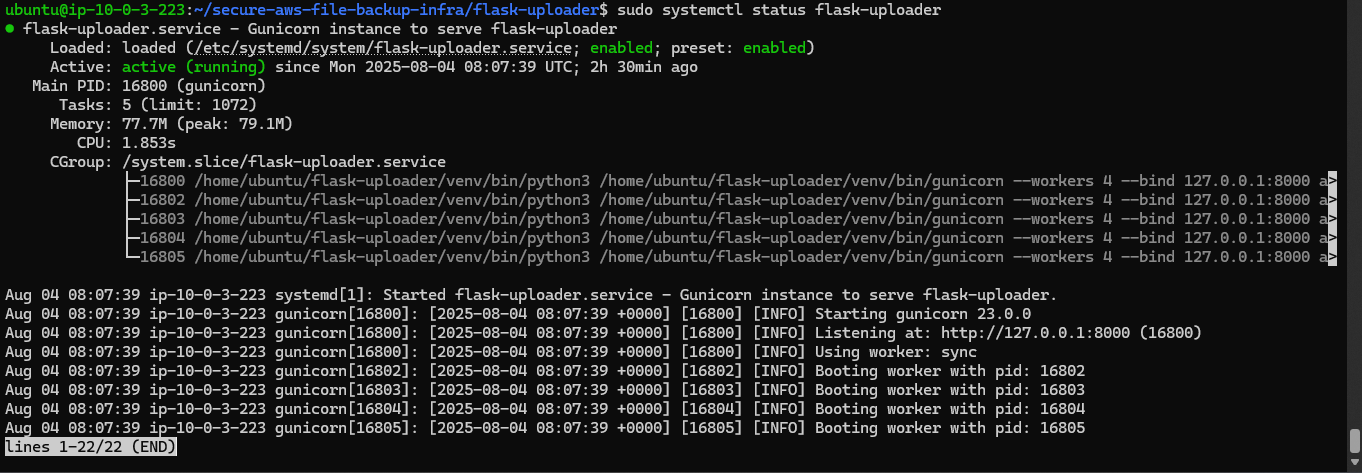 ubuntu@ip-10-0-3-223:~/secure-aws-file-backup-infra/flask-uploader$ sudo systemctl status flask-uploader
● flask-uploader.service - Gunicorn instance to serve flask-uploader
     Loaded: loaded (/etc/systemd/system/flask-uploader.service; enabled; preset: enabled)
     Active: active (running) since Mon 2025-08-04 08:07:39 UTC; 2h 30min ago
   Main PID: 16800 (gunicorn)
      Tasks: 5 (limit: 1072)
     Memory: 77.7M (peak: 79.1M)
        CPU: 1.853s
     CGroup: /system.slice/flask-uploader.service
             ├─16800 /home/ubuntu/flask-uploader/venv/bin/python3 /home/ubuntu/flask-uploader/venv/bin/gunicorn --workers 4 --bind 127.0.0.1:8000 a>
             ├─16802 /home/ubuntu/flask-uploader/venv/bin/python3 /home/ubuntu/flask-uploader/venv/bin/gunicorn --workers 4 --bind 127.0.0.1:8000 a>
             ├─16803 /home/ubuntu/flask-uploader/venv/bin/python3 /home/ubuntu/flask-uploader/venv/bin/gunicorn --workers 4 --bind 127.0.0.1:8000 a>
             ├─16804 /home/ubuntu/flask-uploader/venv/bin/python3 /home/ubuntu/flask-uploader/venv/bin/gunicorn --workers 4 --bind 127.0.0.1:8000 a>
             └─16805 /home/ubuntu/flask-uploader/venv/bin/python3 /home/ubuntu/flask-uploader/venv/bin/gunicorn --workers 4 --bind 127.0.0.1:8000 a>

Aug 04 08:07:39 ip-10-0-3-223 systemd[1]: Started flask-uploader.service - Gunicorn instance to serve flask-uploader.
Aug 04 08:07:39 ip-10-0-3-223 gunicorn[16800]: [2025-08-04 08:07:39 +0000] [16800] [INFO] Starting gunicorn 23.0.0
Aug 04 08:07:39 ip-10-0-3-223 gunicorn[16800]: [2025-08-04 08:07:39 +0000] [16800] [INFO] Listening at: http://127.0.0.1:8000 (16800)
Aug 04 08:07:39 ip-10-0-3-223 gunicorn[16800]: [2025-08-04 08:07:39 +0000] [16800] [INFO] Using worker: sync
Aug 04 08:07:39 ip-10-0-3-223 gunicorn[16802]: [2025-08-04 08:07:39 +0000] [16802] [INFO] Booting worker with pid: 16802
Aug 04 08:07:39 ip-10-0-3-223 gunicorn[16803]: [2025-08-04 08:07:39 +0000] [16803] [INFO] Booting worker with pid: 16803
Aug 04 08:07:39 ip-10-0-3-223 gunicorn[16804]: [2025-08-04 08:07:39 +0000] [16804] [INFO] Booting worker with pid: 16804
Aug 04 08:07:39 ip-10-0-3-223 gunicorn[16805]: [2025-08-04 08:07:39 +0000] [16805] [INFO] Booting worker with pid: 16805
lines 1-22/22 (END)